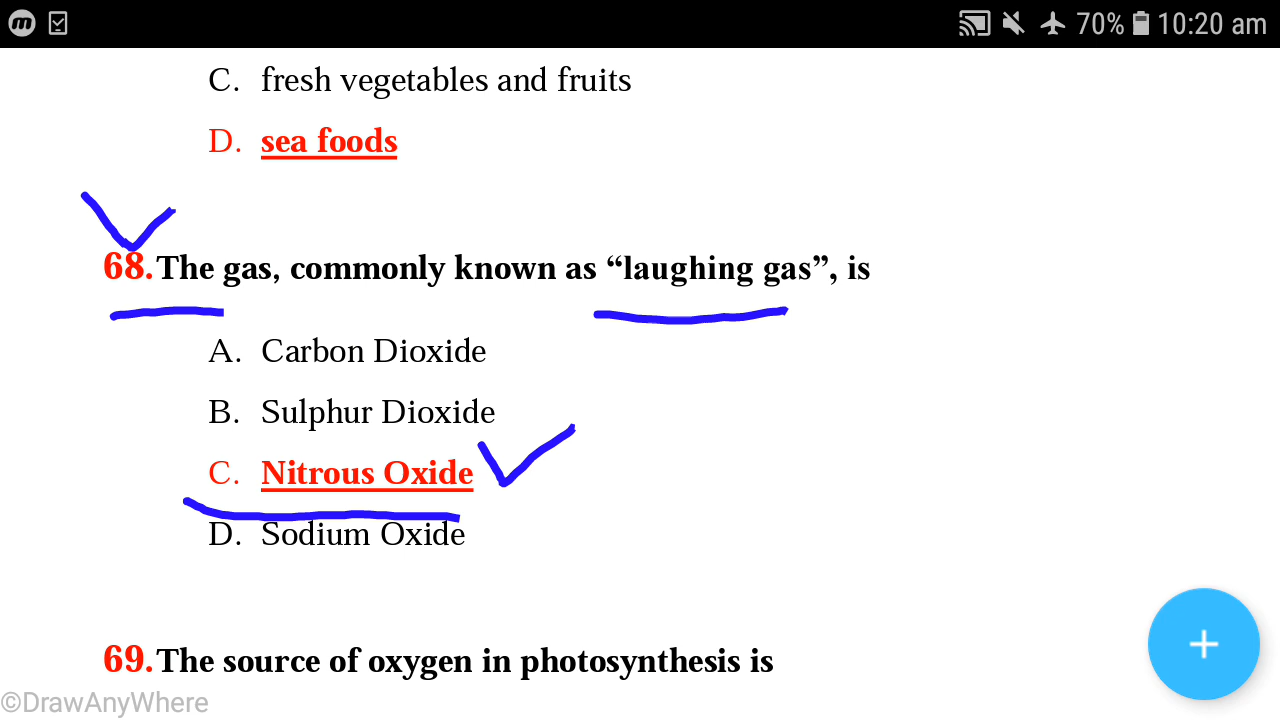 70% 10:20 am
C. fresh vegetables and fruits
D. sea foods
68. The gas, commonly known as “laughing gas”, is
A. Carbon Dioxide
B. Sulphur Dioxide
C. Nitrous Oxide
D. Sodium Oxide
69. The source of oxygen in photosynthesis is
©DrawAnyWhere